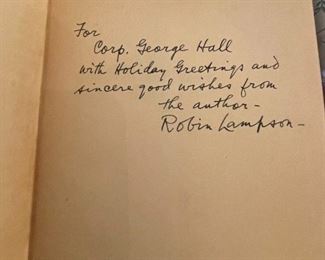 For
Corp. George Hall
with Holiday Greetings and
sincere good wishes from
the author-
Robin Lampson-